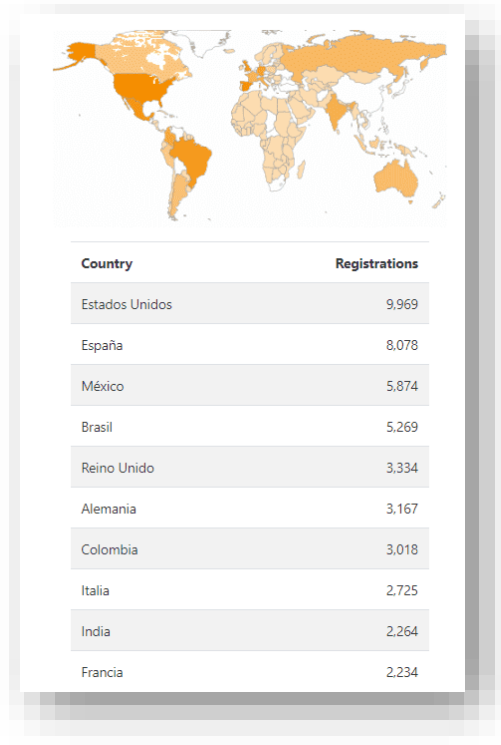 Country Registrations
Estados Unidos 9,969
España 8,078
México 5,874
Brasil 5,269
Reino Unido 3,334
Alemania 3,167
Colombia 3,018
Italia 2,725
India 2,264
Francia 2,234